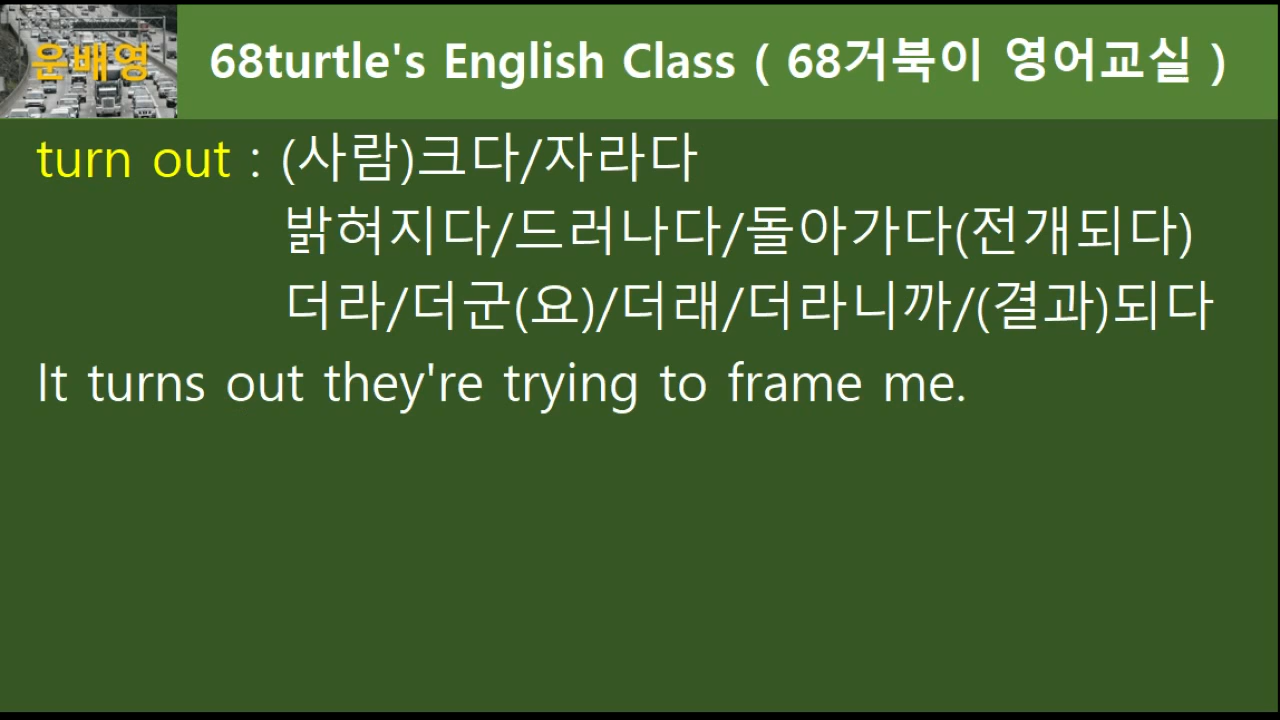 운배영
68turtle's English Class ( 68거북이 영어교실 )
turn out : (사람)크다/자라다
밝혀지다/드러나다/돌아가다(전개되다)
더라/더군(요)/더래/더라니까/(결과)되다
It turns out they're trying to frame me.